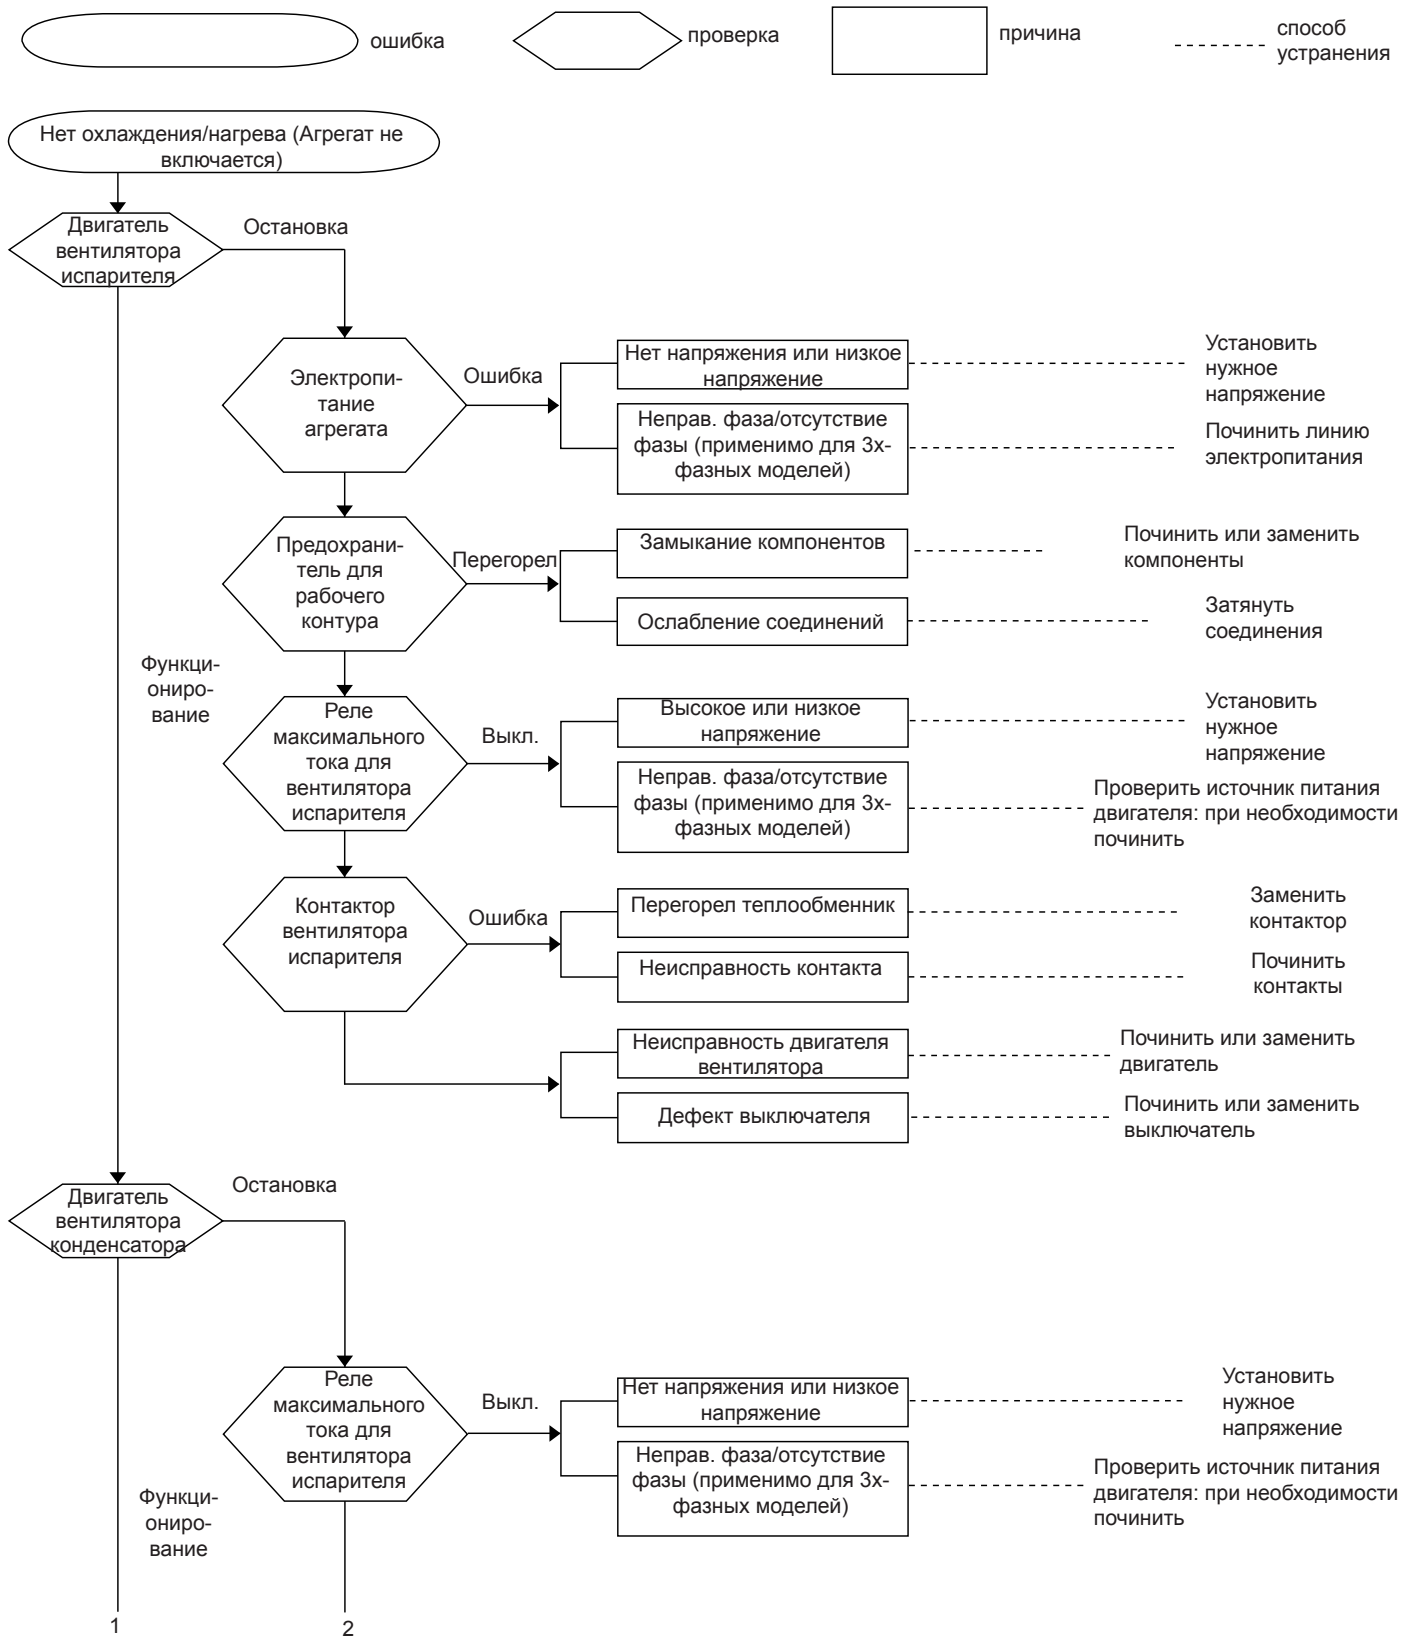 ошибка
проверка
причина
способ
устранения
Нет охлаждения/нагрева (Агрегат не
включается)
Двигатель
вентилятора
испарителя
Остановка
Электропи-
тание
агрегата
Ошибка
Нет напряжения или низкое
напряжение
Установить
нужное
напряжение
Неправ. фаза/отсутствие
фазы (применимо для 3х-
фазных моделей)
Починить линию
электропитания
Предохрани-
тель для
рабочего
контура
Перегорел
Замыкание компонентов
Починить или заменить
компоненты
Ослабление соединений
Затянуть
соединения
Функци-
ониро-
вание
Реле
максимального
тока для
вентилятора
испарителя
Выкл.
Высокое или низкое
напряжение
Установить
нужное
напряжение
Неправ. фаза/отсутствие
фазы (применимо для 3х-
фазных моделей)
Проверить источник питания
двигателя: при необходимости
починить
Контактор
вентилятора
испарителя
Ошибка
Перегорел теплообменник
Заменить
контактор
Неисправность контакта
Починить
контакты
Неисправность двигателя
вентилятора
Починить или заменить
двигатель
Дефект выключателя
Починить или заменить
выключатель
Двигатель
вентилятора
конденсатора
Остановка
Реле
максимального
тока для
вентилятора
испарителя
Выкл.
Нет напряжения или низкое
напряжение
Установить
нужное
напряжение
Неправ. фаза/отсутствие
фазы (применимо для 3х-
фазных моделей)
Проверить источник питания
двигателя: при необходимости
починить
Функци-
ониро-
вание
1
2